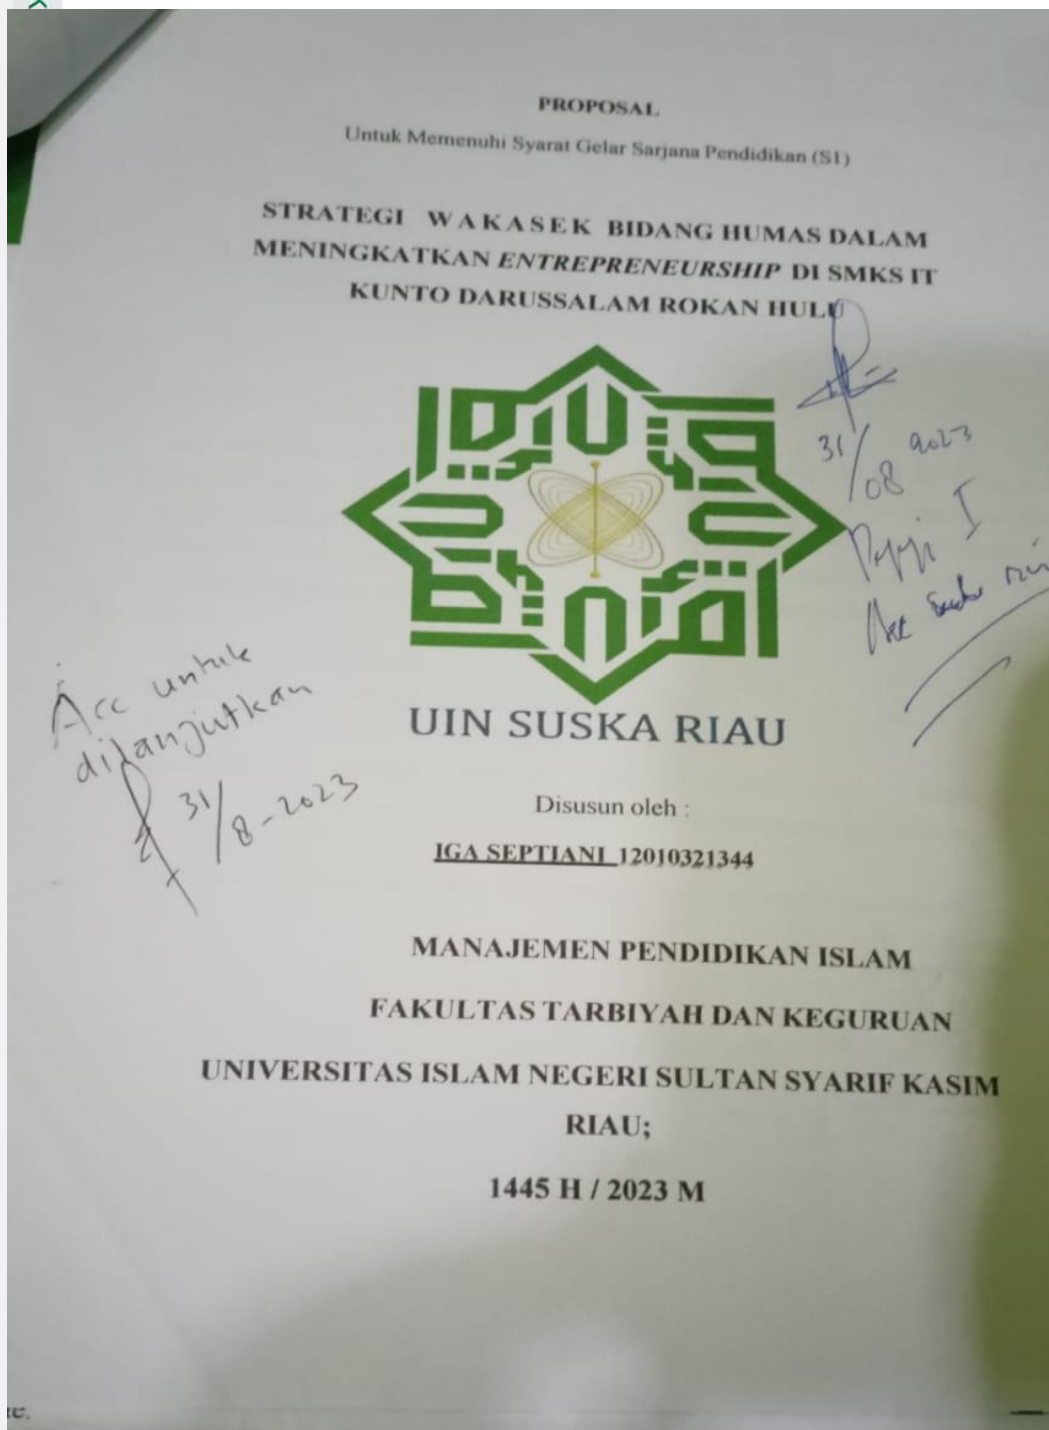 PROPOSAL
Untuk Memenuhi Syarat Gelar Sarjana Pendidikan (S1)
STRATEGI WAKASEK BIDANG HUMAS DALAM
MENINGKATKAN ENTREPRENEURSHIP DI SMKS IT
KUNTO DARUSSALAM ROKAN HULU
31/08 2023
I
Acc untuk
dilanjutkan
31/8-2023
UIN SUSKA RIAU
Disusun oleh :
IGA SEPTIANI 12010321344
MANAJEMEN PENDIDIKAN ISLAM
FAKULTAS TARBIYAH DAN KEGURUAN
UNIVERSITAS ISLAM NEGERI SULTAN SYARIF KASIM
RIAU;
1445 H / 2023 M